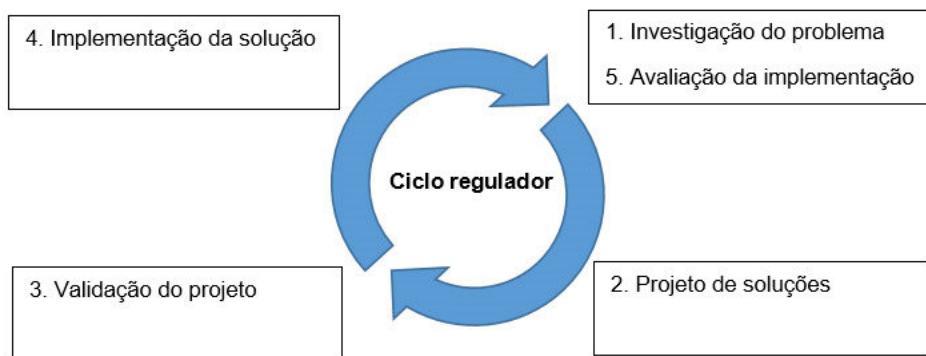 4. Implementação da solução
1. Investigação do problema
5. Avaliação da implementação
Ciclo regulador
3. Validação do projeto
2. Projeto de soluções